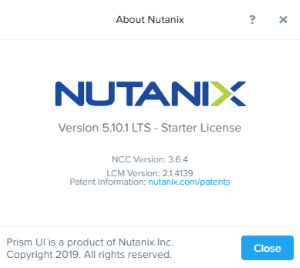 About Nutanix ? ×
NUTANIX
Version 5.10.1 LTS - Starter License
NCC Version: 3.6.4
LCM Version: 2.1.4139
Patent Information: nutanix.com/patents
Prism UI is a product of Nutanix Inc.
Copyright 2019. All rights reserved.
Close